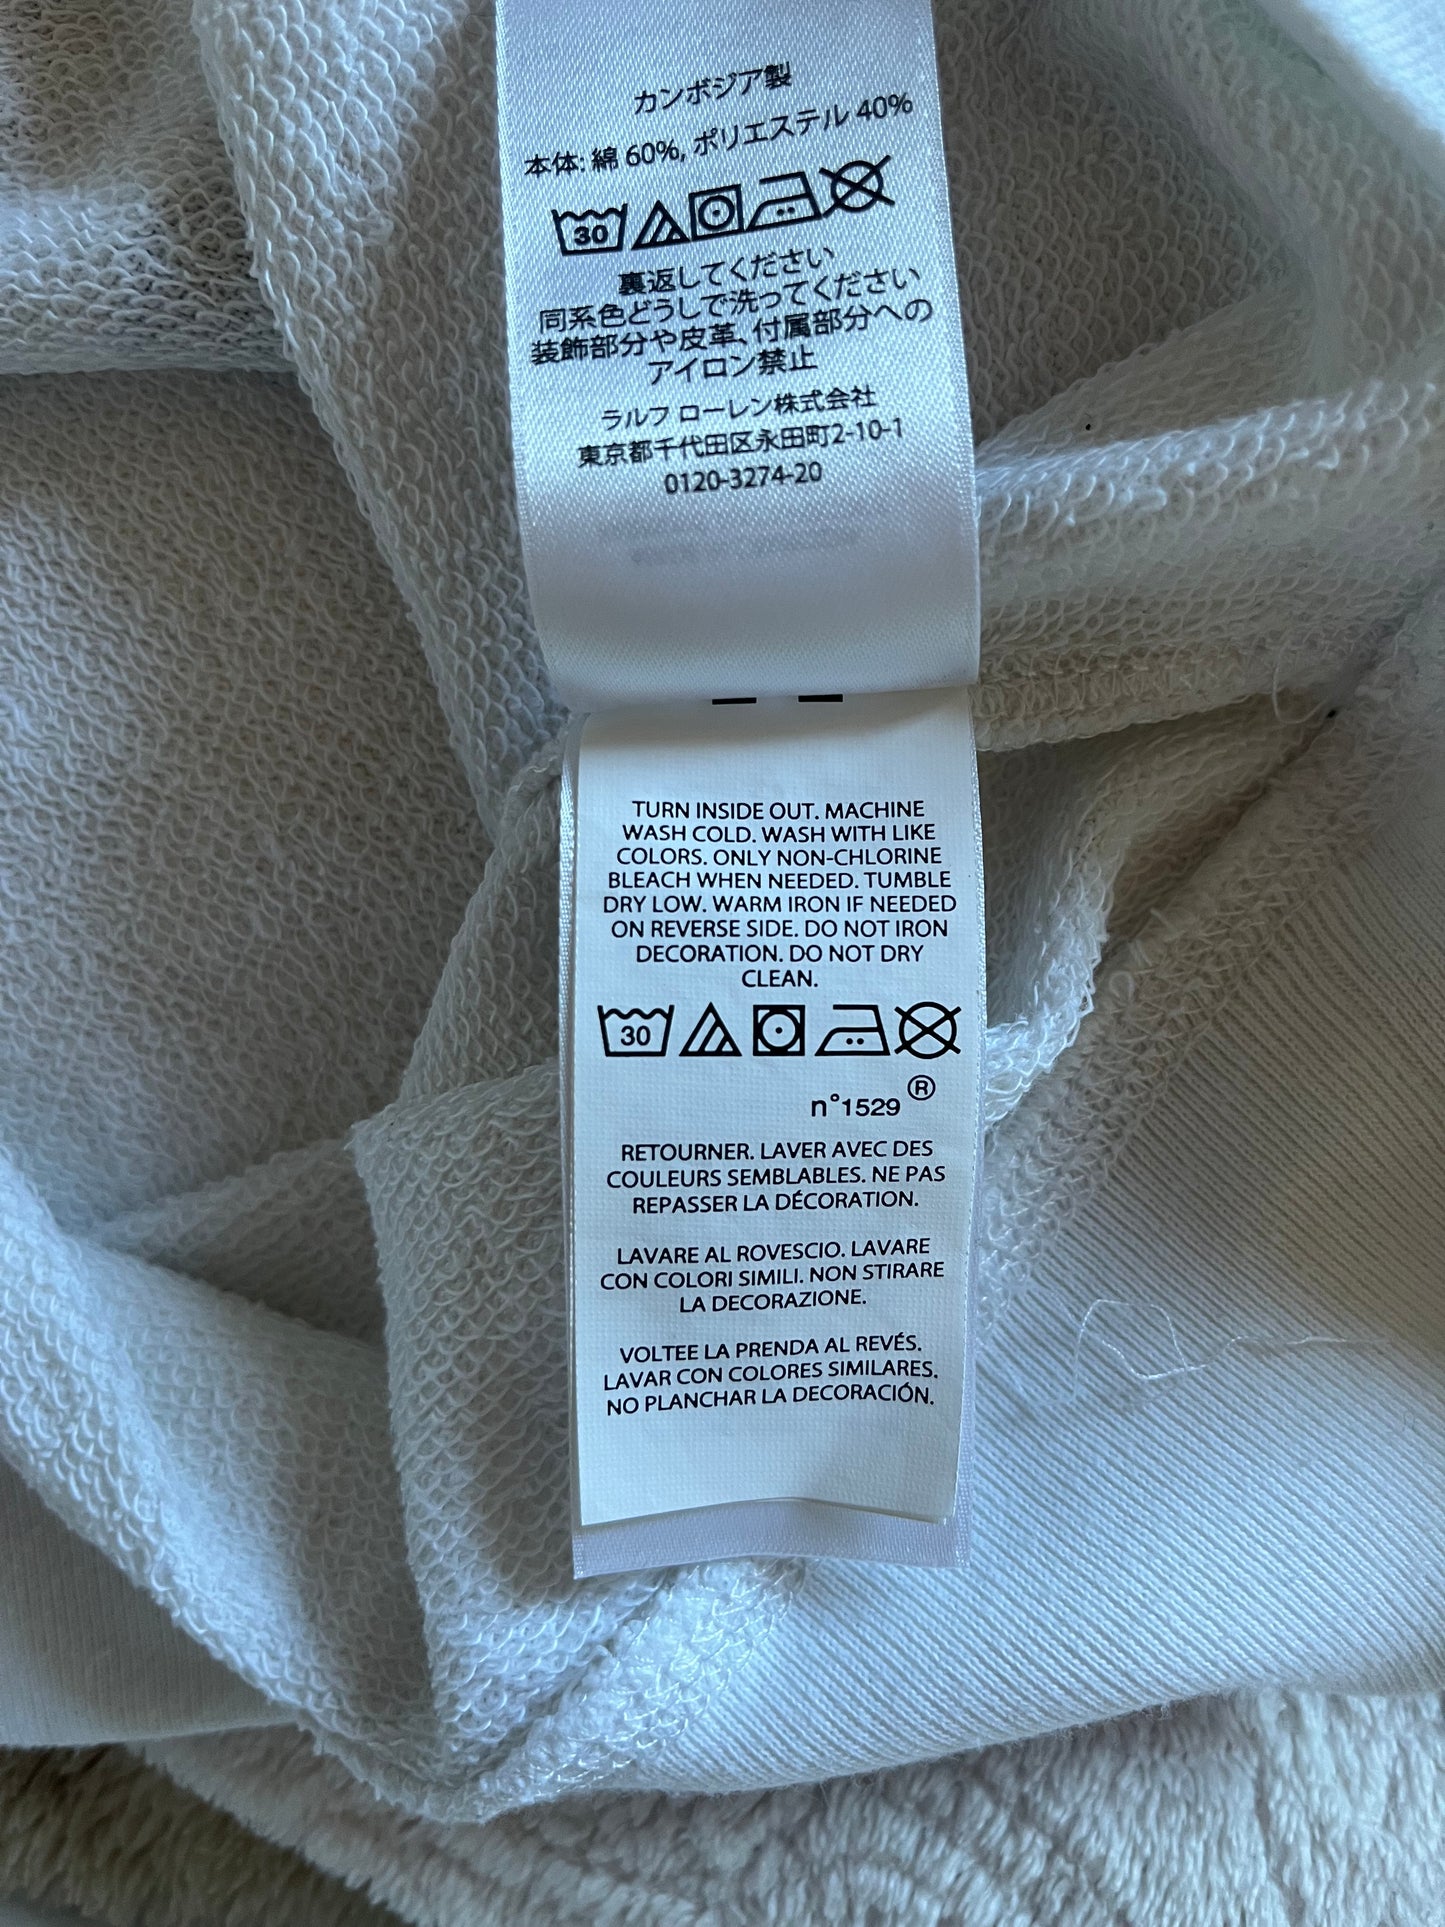 カンボジア製
本体: 綿 60%, ポリエステル 40%
30
裏返してください
同系色どうしで洗ってください
装飾部分や皮革、付属部分への
アイロン禁止
ラルフ ローレン株式会社
東京都千代田区永田町2-10-1
0120-3274-20
TURN INSIDE OUT. MACHINE
WASH COLD. WASH WITH LIKE
COLORS. ONLY NON-CHLORINE
BLEACH WHEN NEEDED. TUMBLE
DRY LOW. WARM IRON IF NEEDED
ON REVERSE SIDE. DO NOT IRON
DECORATION. DO NOT DRY
CLEAN.
30
n°1529 ®
RETOURNER. LAVER AVEC DES
COULEURS SEMBLABLES. NE PAS
REPASSER LA DÉCORATION.
LAVARE AL ROVESCIO. LAVARE
CON COLORI SIMILI. NON STIRARE
LA DECORAZIONE.
VOLTEE LA PRENDA AL REVÉS.
LAVAR CON COLORES SIMILARES.
NO PLANCHAR LA DECORACIÓN.